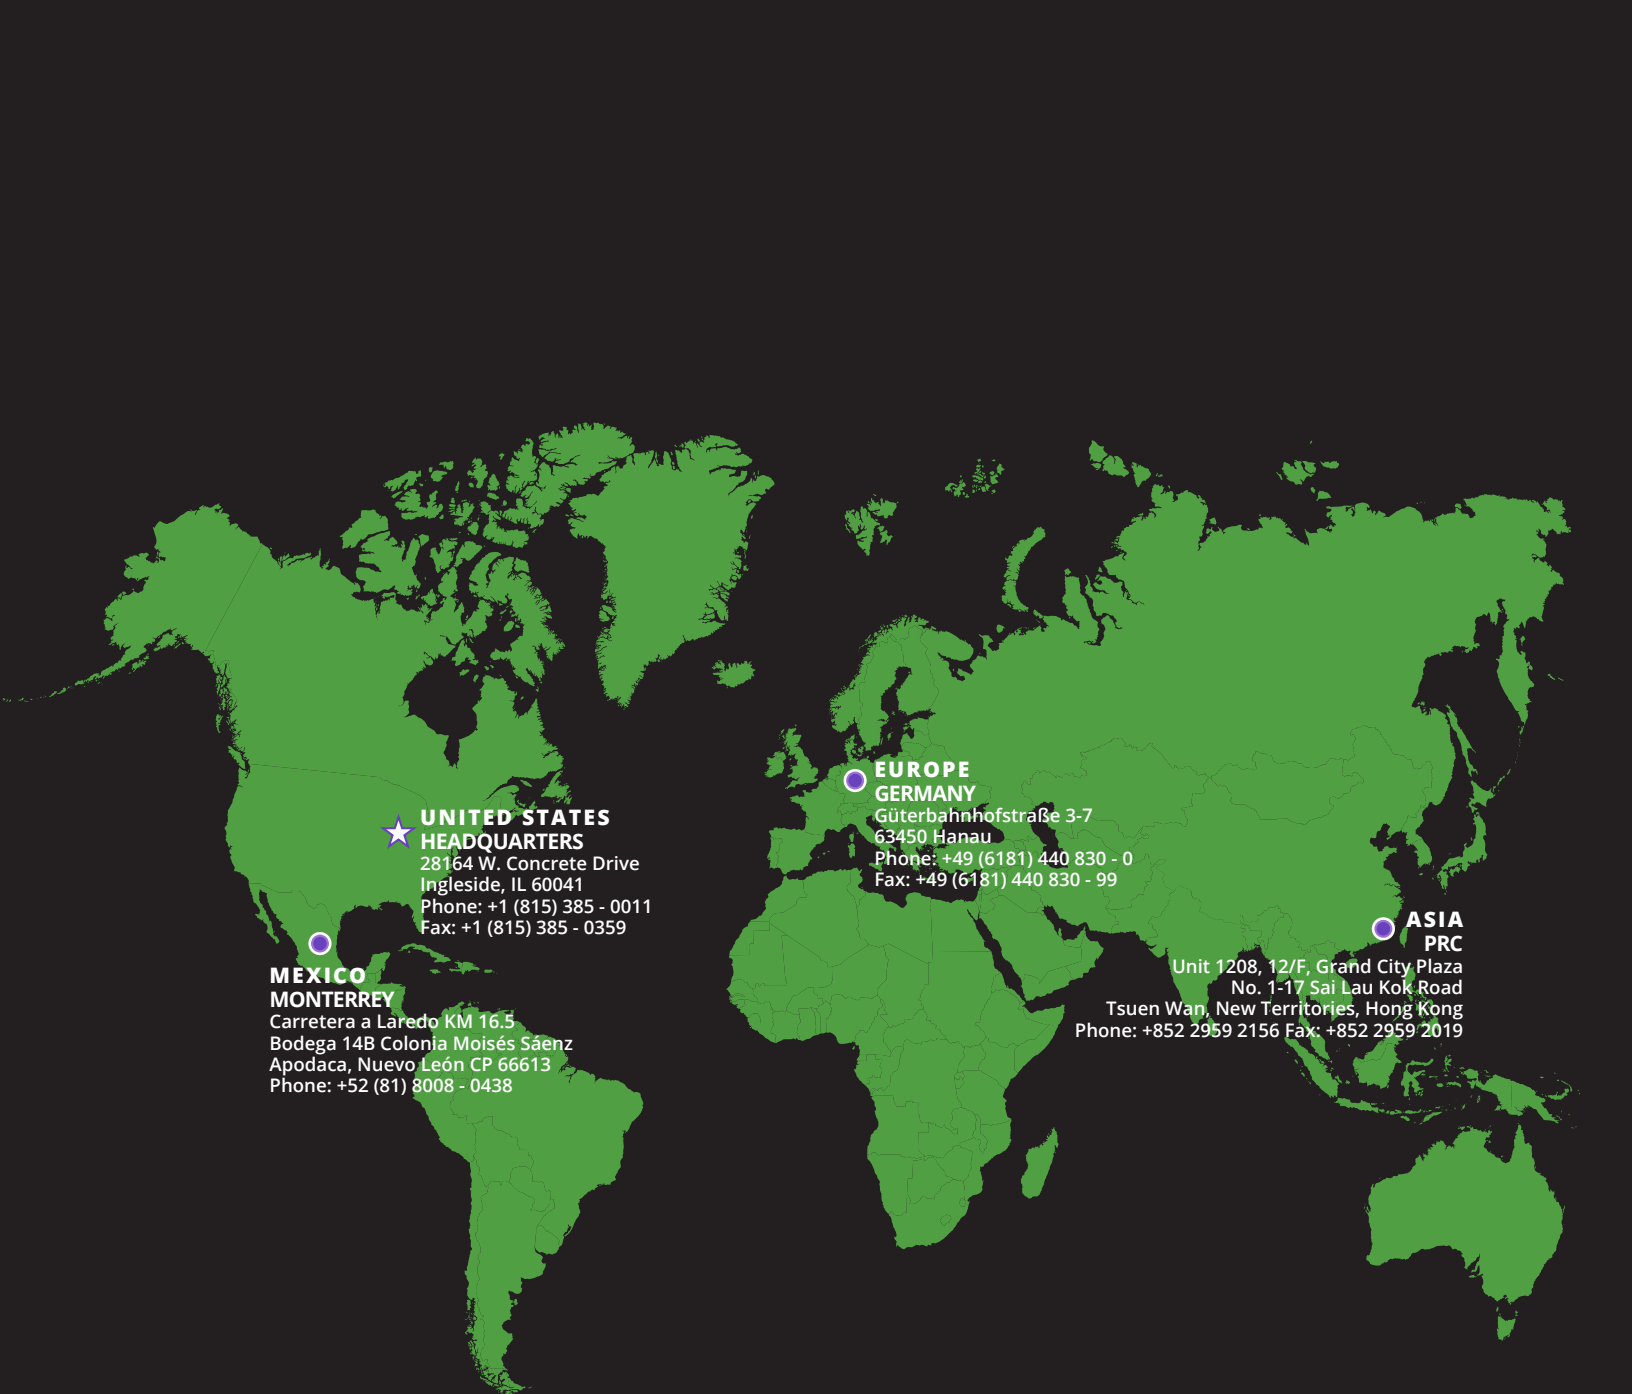 UNITED STATES
HEADQUARTERS
28164 W. Concrete Drive
Ingleside, IL 60041
Phone: +1 (815) 385 - 0011
Fax: +1 (815) 385 - 0359
MEXICO
MONTERREY
Carretera a Laredo KM 16.5
Bodega 14B Colonia Moisés Sáenz
Apodaca, Nuevo León CP 66613
Phone: +52 (81) 8008 - 0438
EUROPE
GERMANY
Güterbahnhofstraße 3-7
63450 Hanau
Phone: +49 (6181) 440 830 - 0
Fax: +49 (6181) 440 830 - 99
ASIA
PRC
Unit 1208, 12/F, Grand City Plaza
No. 1-17 Sai Lau Kok Road
Tsuen Wan, New Territories, Hong Kong
Phone: +852 2959 2156 Fax: +852 2959 2019